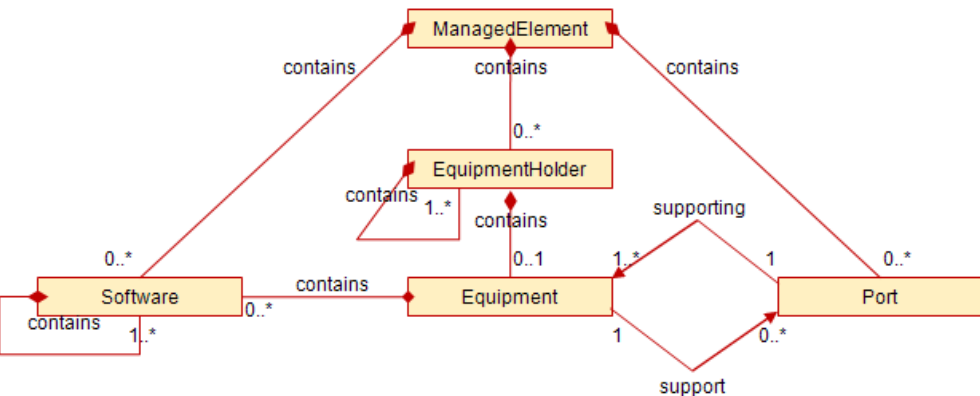 ManagedElement
contains
contains
contains
0..*
EquipmentHolder
contains
1..*
contains
supporting
0..*
0..1
1..*
1
0..*
contains
Software
Equipment
Port
0..*
contains
1..*
1
0..*
support